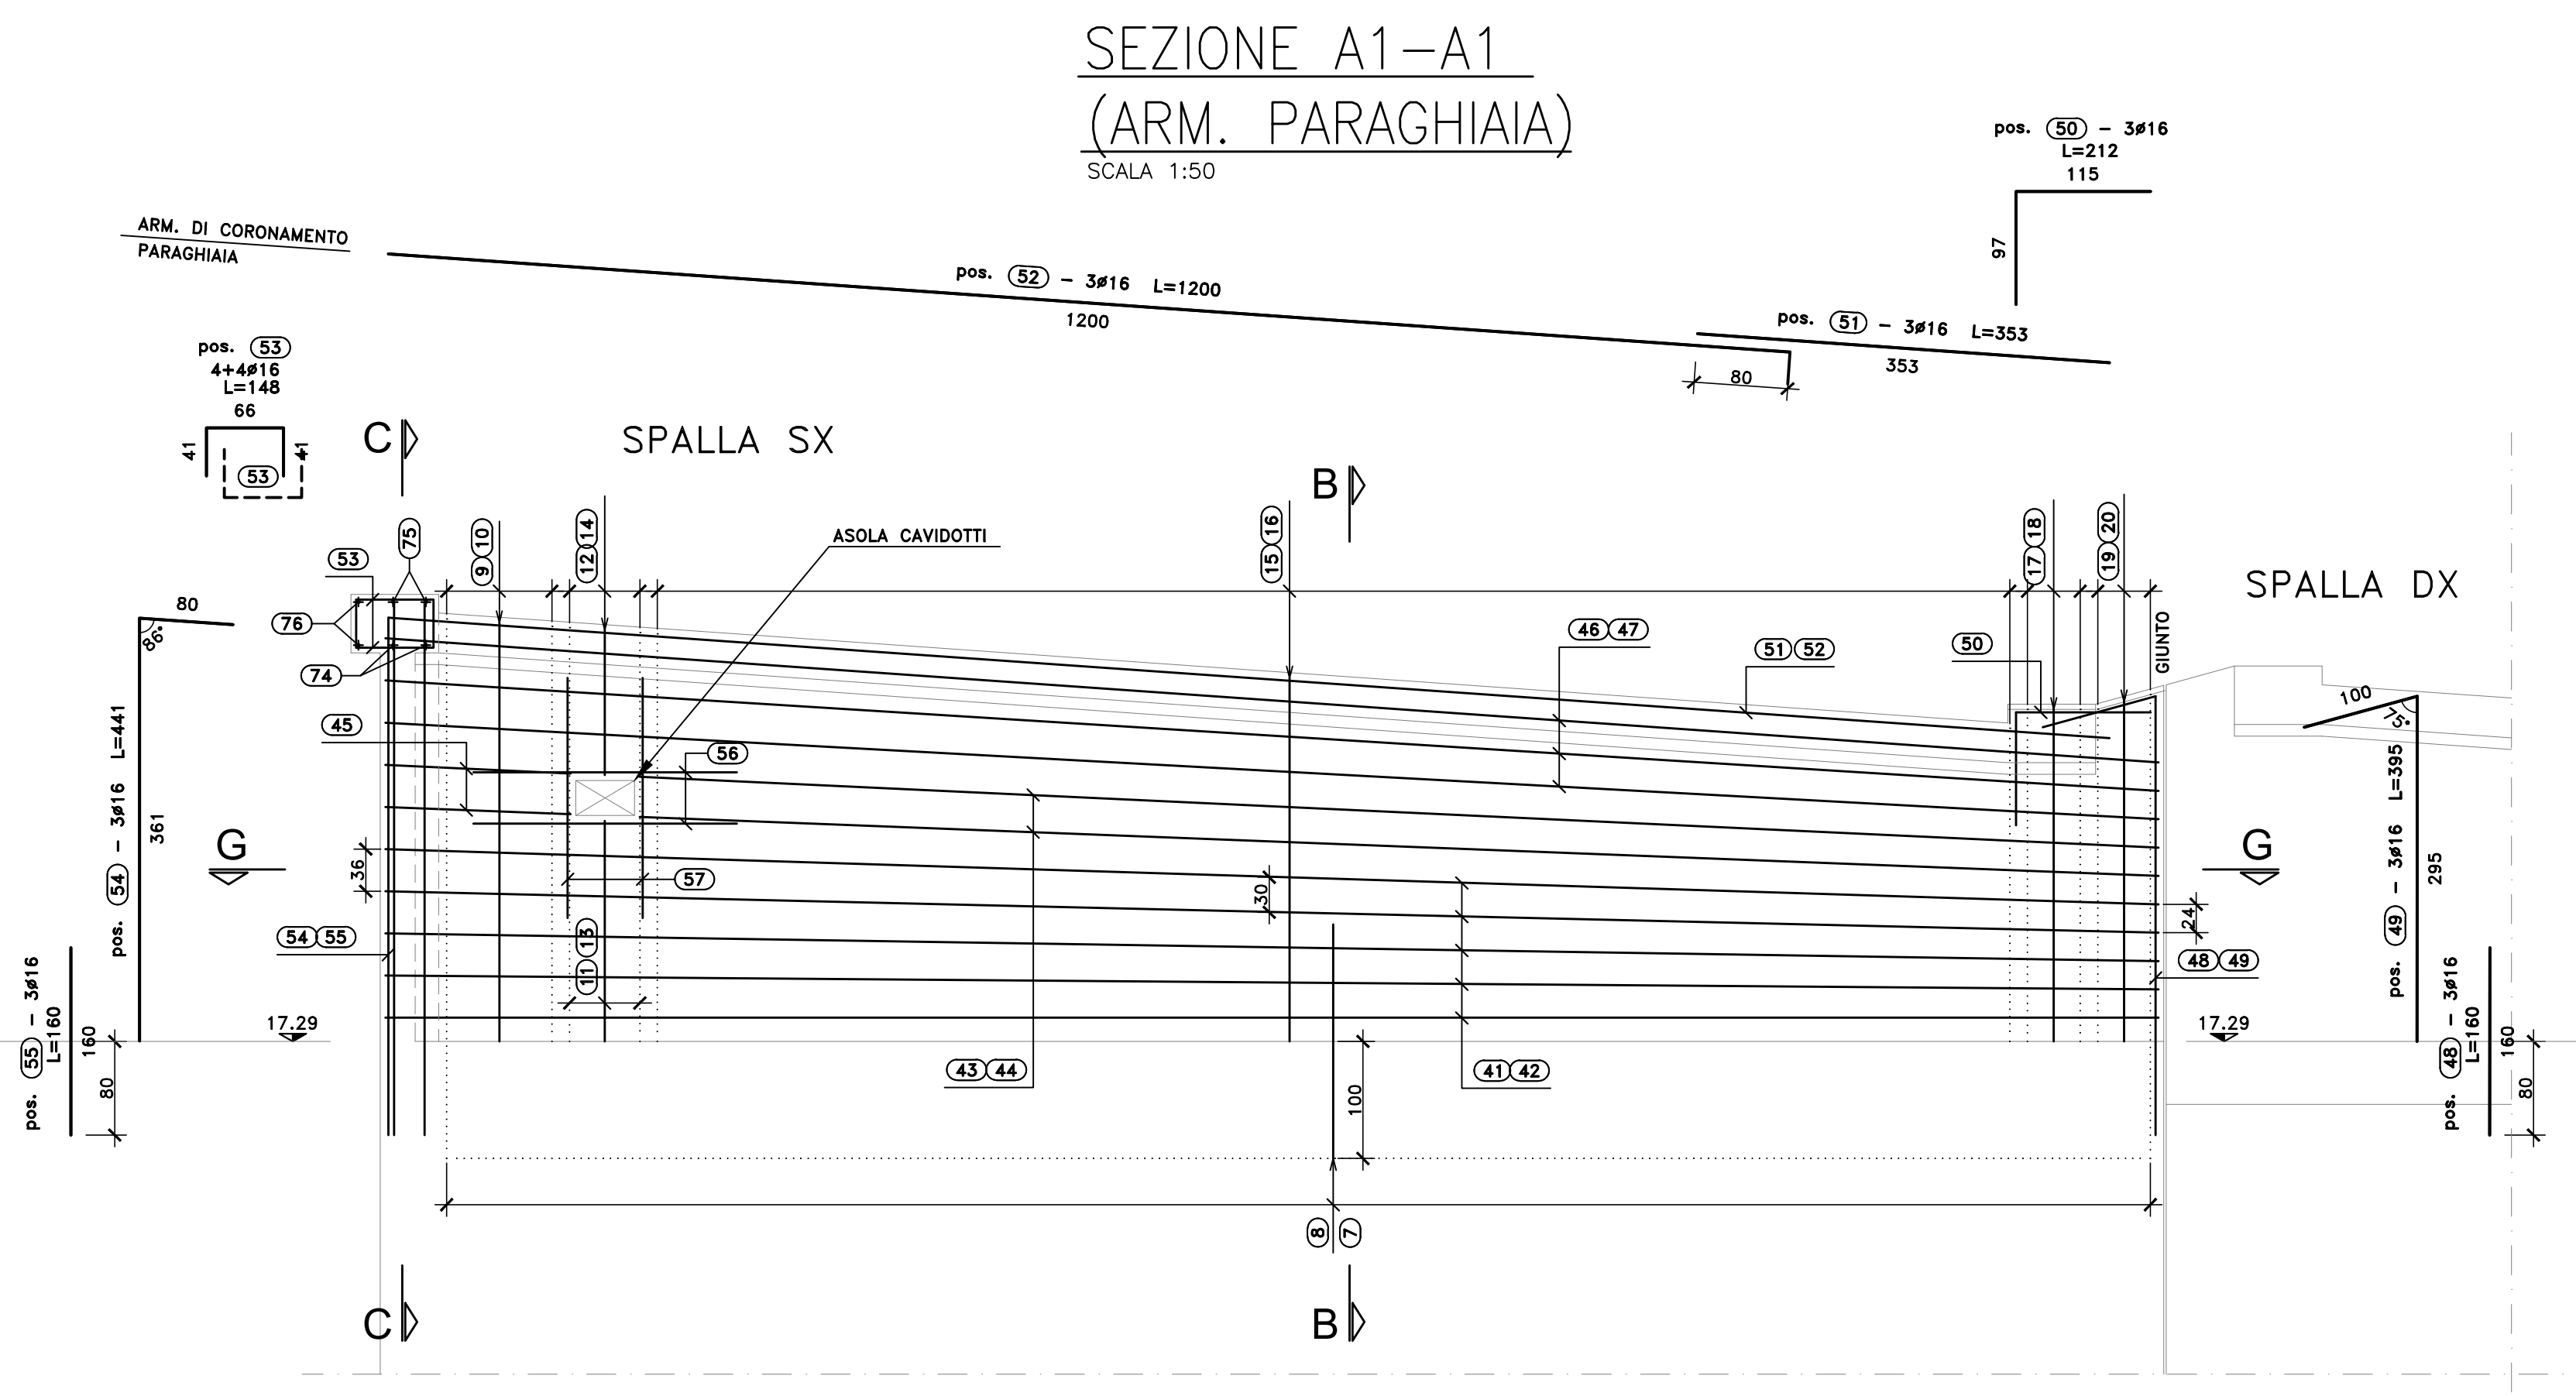 SEZIONE A1-A1
(ARM. PARAGHIAIA)
SCALA 1:50
pos. 50 - 3ø16
L=212
115
97
ARM. DI CORONAMENTO
PARAGHIAIA
pos. 52 - 3ø16 L=1200
1200
pos. 51 - 3ø16 L=353
353
80
pos. 53
4+4ø16
L=148
66
41
41
53
C
SPALLA SX
B
ASOLA CAVIDOTTI
SPALLA DX
53
75
9 10
12 14
15 16
17 18
19 20
GIUNTO
76
74
45
56
57
46 47
51 52
50
80
86°
pos. 54 - 3ø16 L=441
361
G
36
30
24
G
100
75°
pos. 49 - 3ø16 L=395
295
54 55
11 13
48 49
pos. 55 - 3ø16
L=160
160
80
17.29
43 44
41 42
100
17.29
pos. 48 - 3ø16
L=160
160
80
8 7
C
B